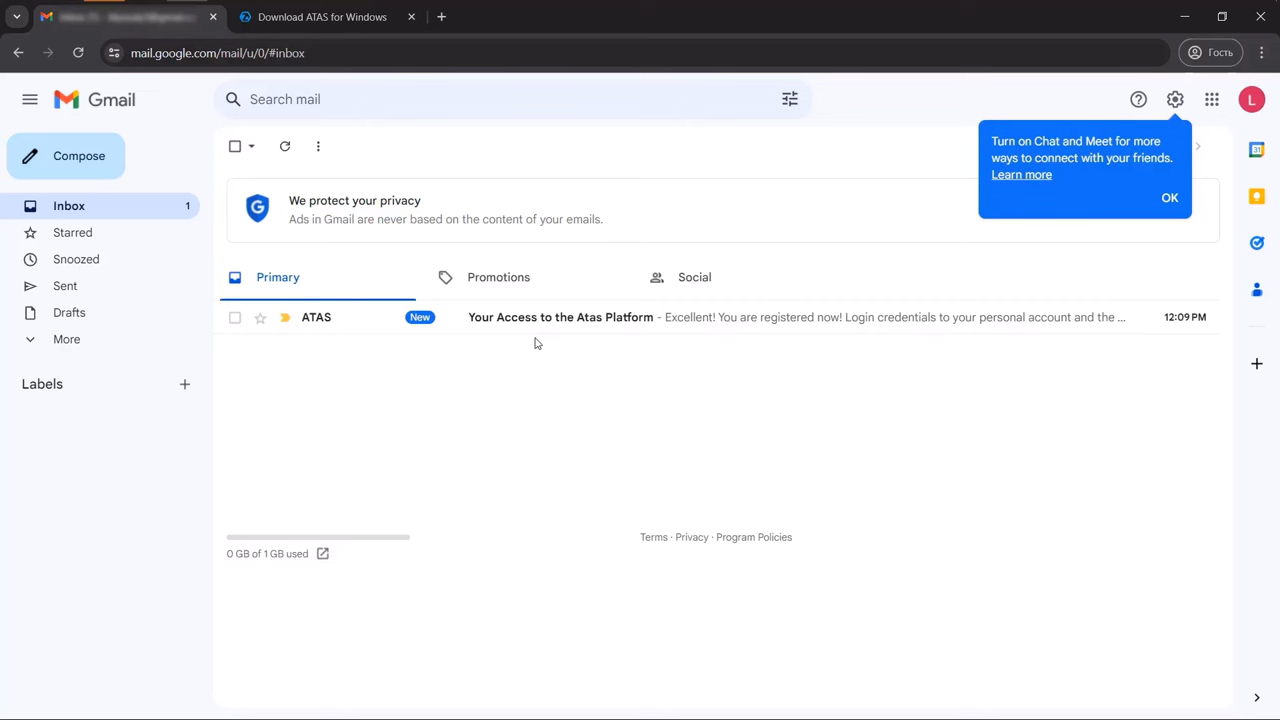 Download ATAS for Windows
mail.google.com/mail/u/0/#inbox
Гость
Gmail
Search mail
L
Compose
Turn on Chat and Meet for more
ways to connect with your friends.
Learn more
OK
Inbox 1
Starred
Snoozed
Sent
Drafts
More
Labels
We protect your privacy
Ads in Gmail are never based on the content of your emails.
Primary
Promotions
Social
ATAS New Your Access to the Atas Platform - Excellent! You are registered now! Login credentials to your personal account and the ... 12:09 PM
0 GB of 1 GB used
Terms · Privacy · Program Policies
31